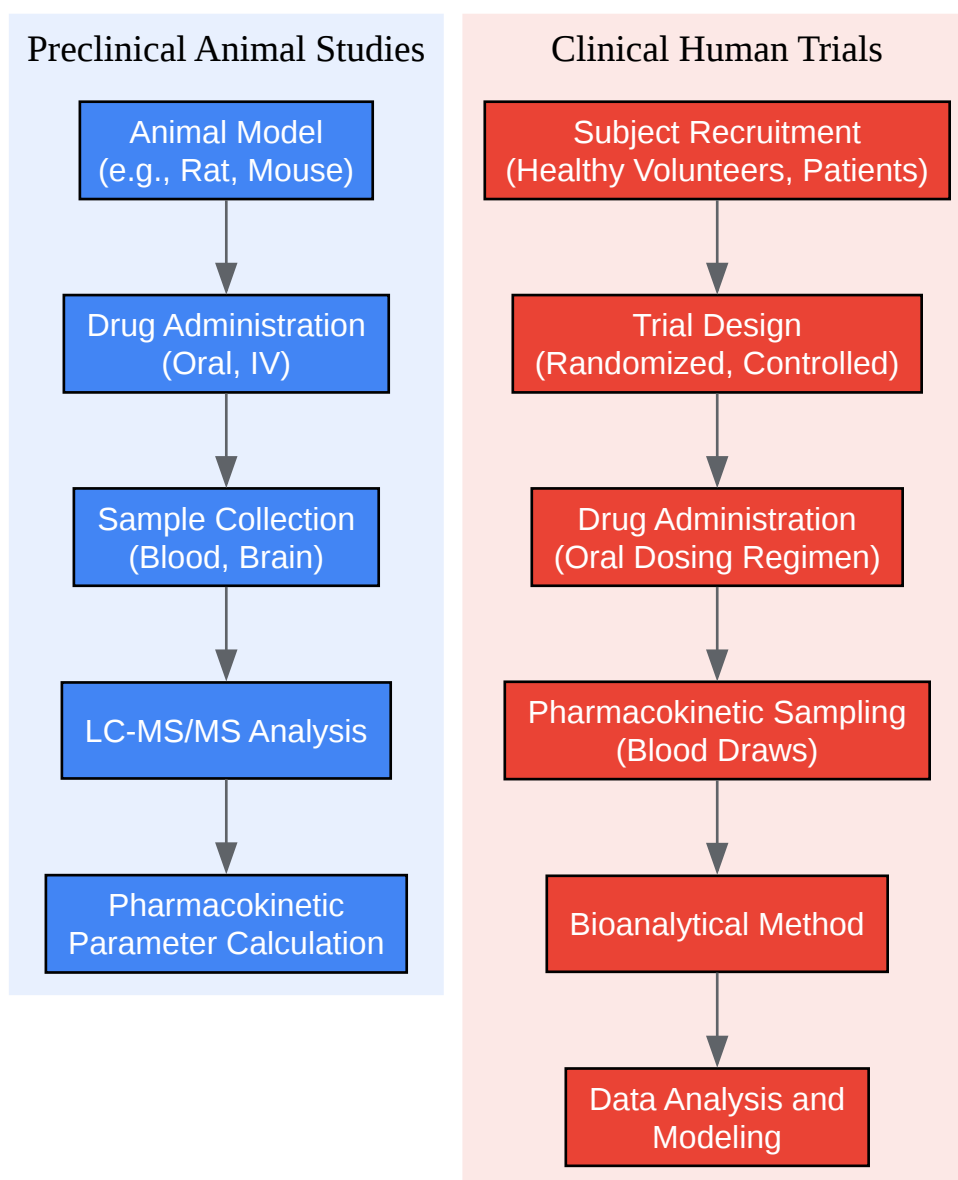 Preclinical Animal Studies
Animal Model
(e.g., Rat, Mouse)
Drug Administration
(Oral, IV)
Sample Collection
(Blood, Brain)
LC-MS/MS Analysis
Pharmacokinetic
Parameter Calculation
Clinical Human Trials
Subject Recruitment
(Healthy Volunteers, Patients)
Trial Design
(Randomized, Controlled)
Drug Administration
(Oral Dosing Regimen)
Pharmacokinetic Sampling
(Blood Draws)
Bioanalytical Method
Data Analysis and
Modeling